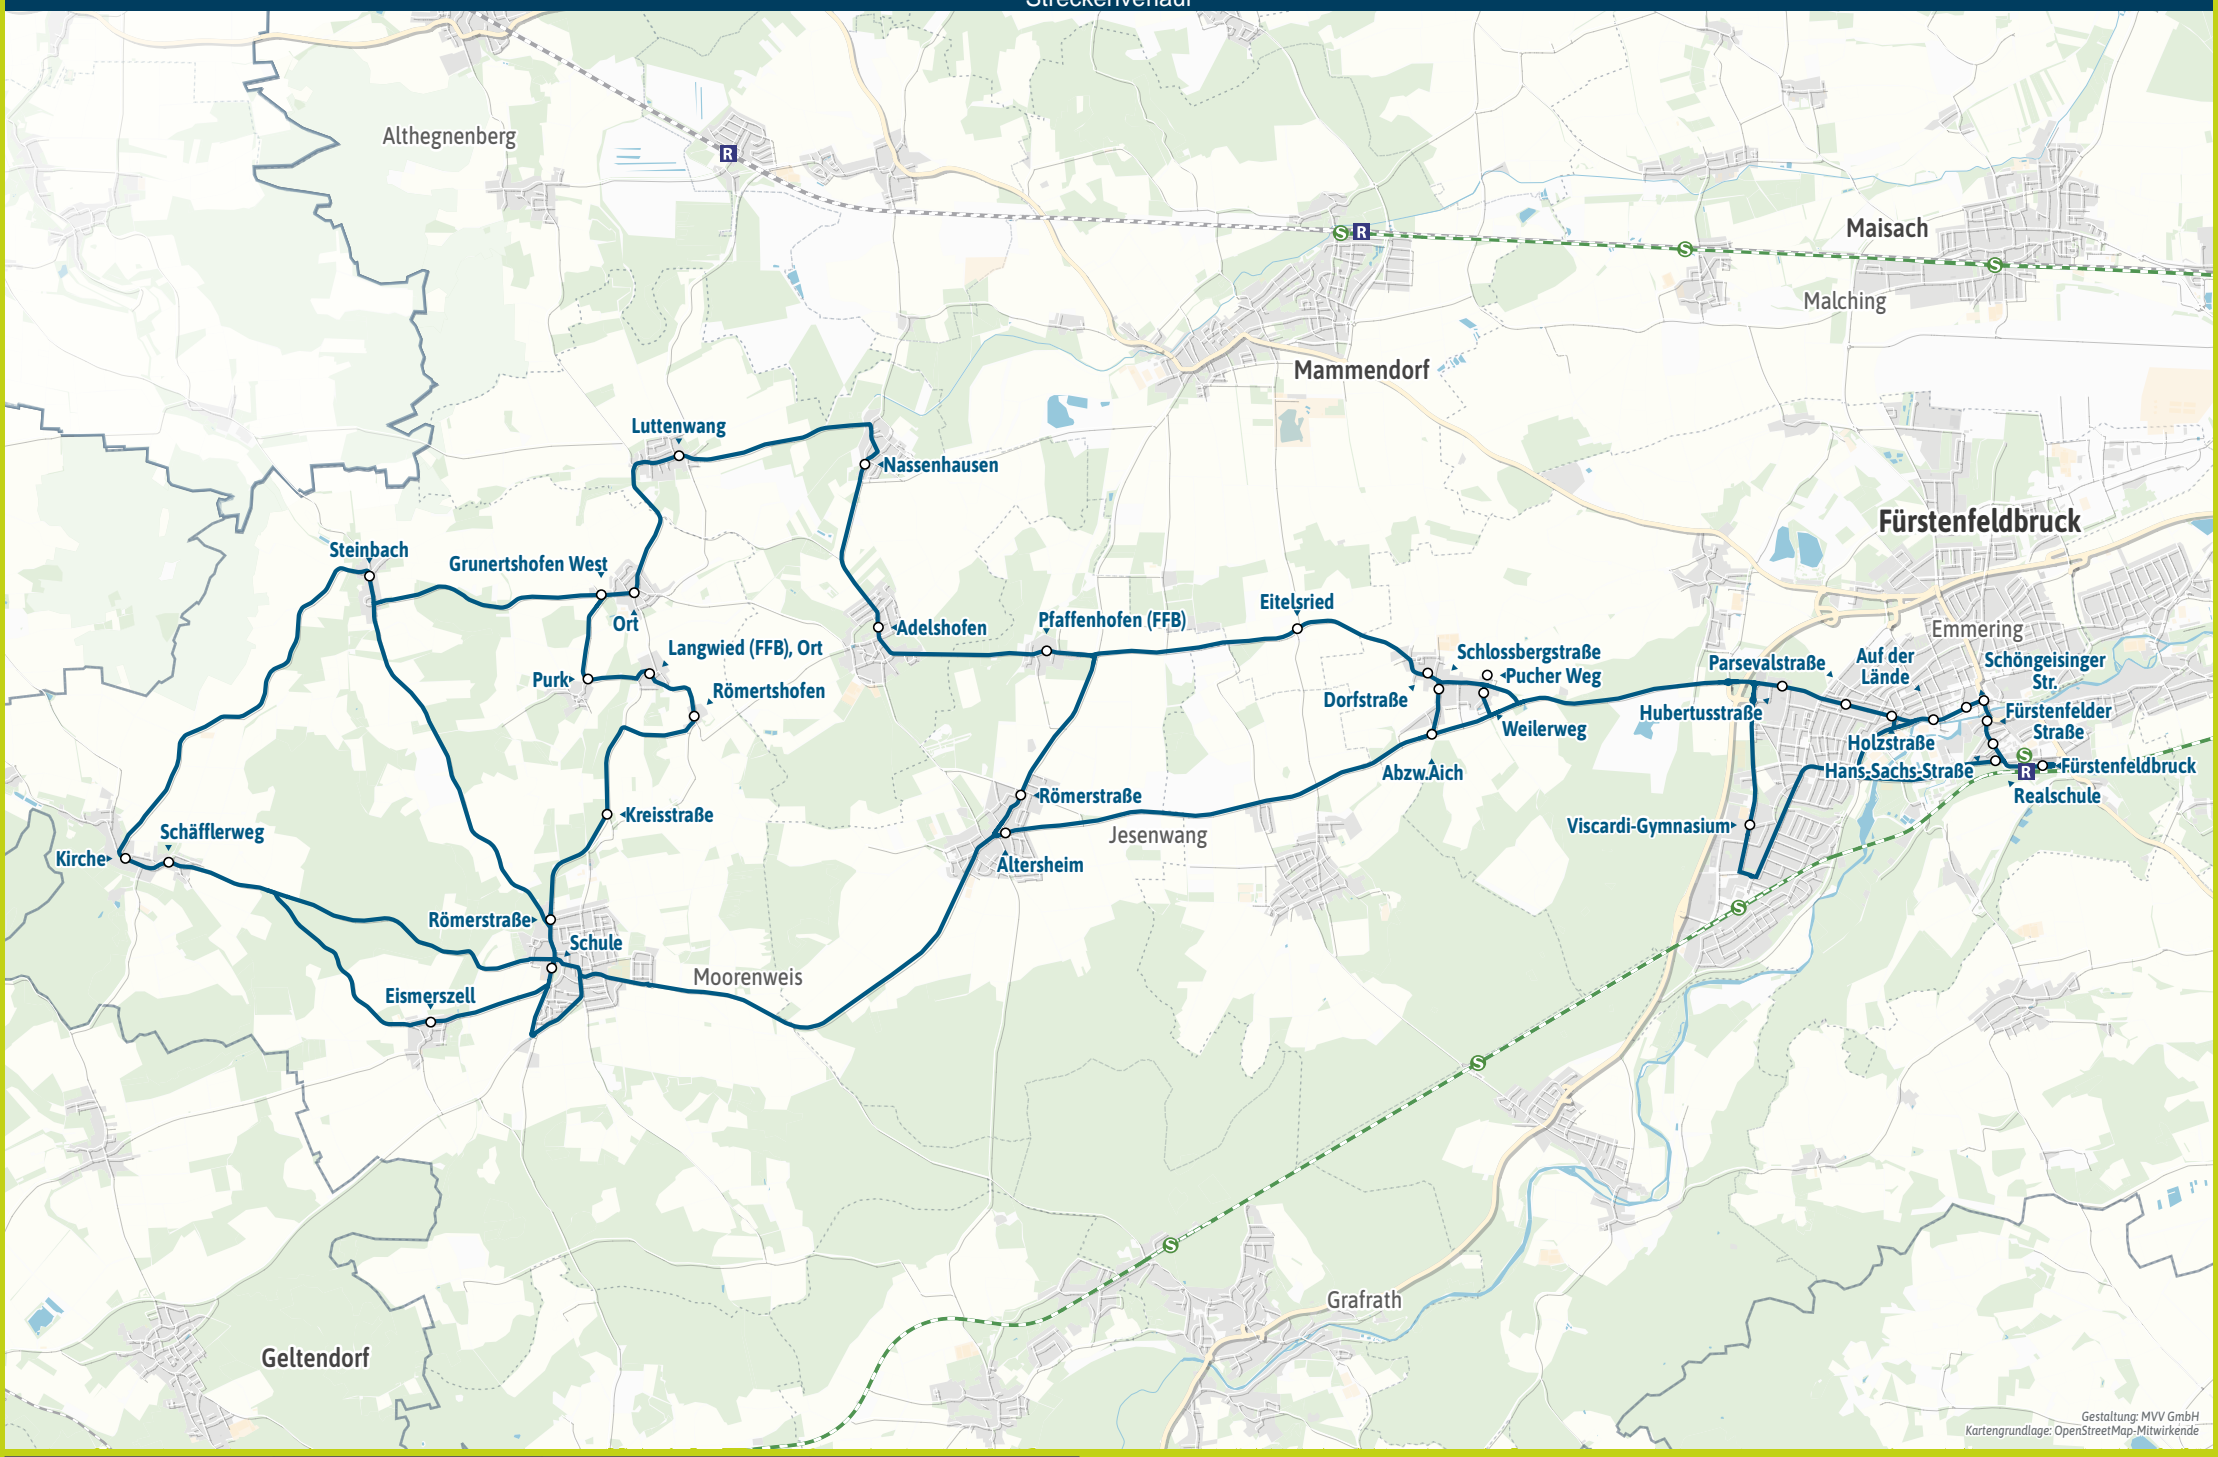 Streckenverlauf
Althegnenberg
R
S R
Maisach
S
S
Malching
Mammendorf
Luttenwang
Nassenhausen
Fürstenfeldbruck
Steinbach
Grunertshofen West
Ort
Eitelsried
Pfaffenhofen (FFB)
Adelshofen
Emmering
Langwied (FFB), Ort
Purk
Römertshofen
Schlossbergstraße
Pucher Weg
Dorfstraße
Parsevalstraße
Auf der
Lände
Schöngeisinger
Str.
Hubertusstraße
Fürstenfelder
Straße
Weilerweg
Holzstraße
Abzw.Aich
Hans-Sachs-Straße
S
R
Fürstenfeldbruck
Realschule
Römerstraße
Kreisstraße
Jesenwang
Viscardi-Gymnasium
Schäfflerweg
Kirche
Altersheim
S
Römerstraße
Schule
Moorenweis
Eismerszell
S
S
Grafrath
Geltendorf
Gestaltung: MVV GmbH
Kartengrundlage: OpenStreetMap-Mitwirkende